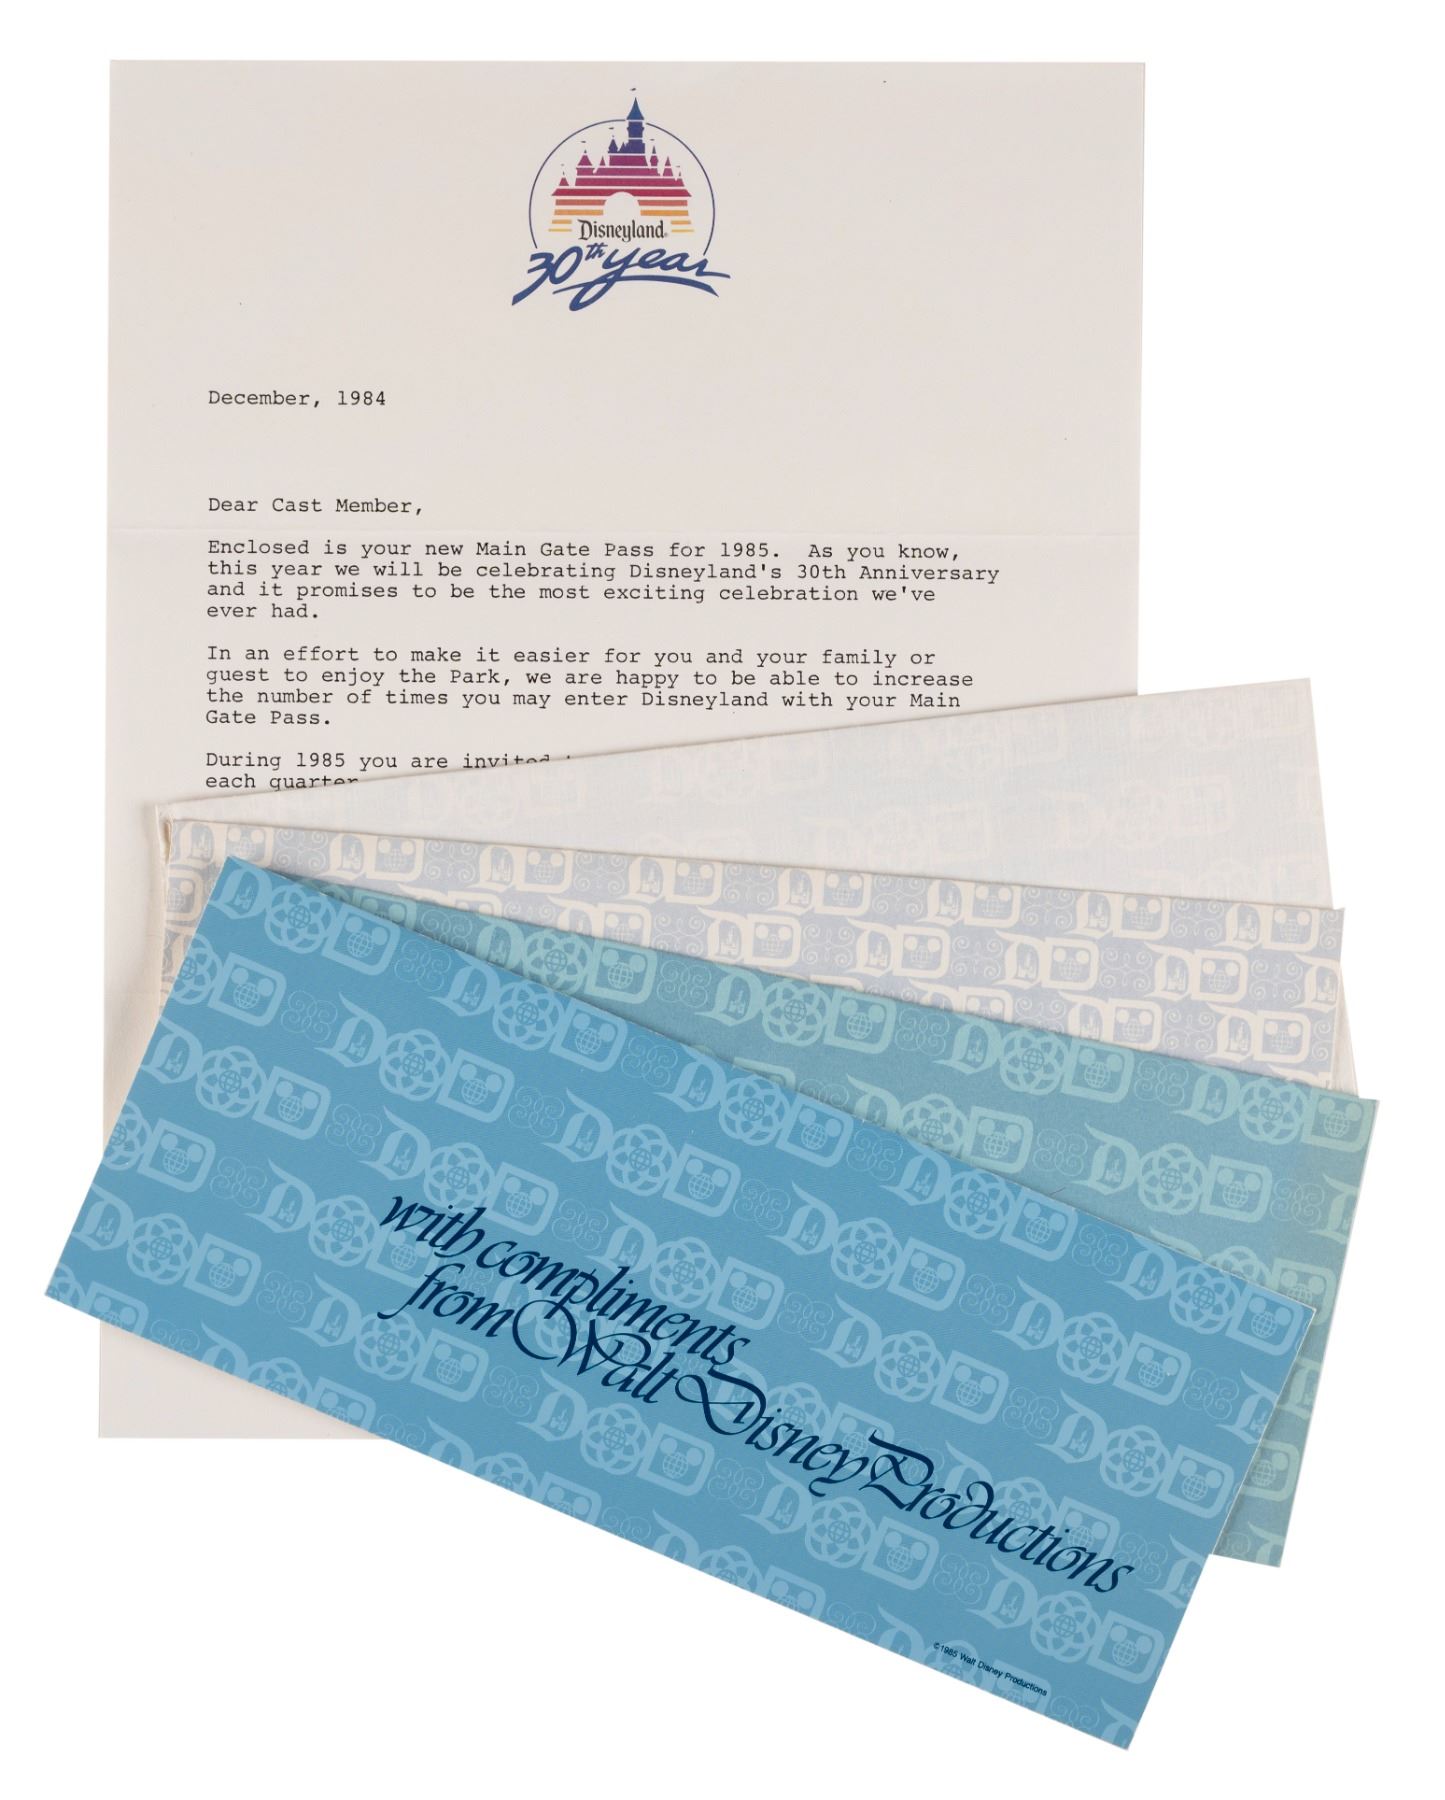 Disneyland
30th year
December, 1984
Dear Cast Member,
Enclosed is your new Main Gate Pass for 1985.  As you know,
this year we will be celebrating Disneyland's 30th Anniversary
and it promises to be the most exciting celebration we've
ever had.
In an effort to make it easier for you and your family or
guest to enjoy the Park, we are happy to be able to increase
the number of times you may enter Disneyland with your Main
Gate Pass.
During 1985 you are invited
each quarter
with compliments
from Walt Disney Productions
©1985 Walt Disney Productions